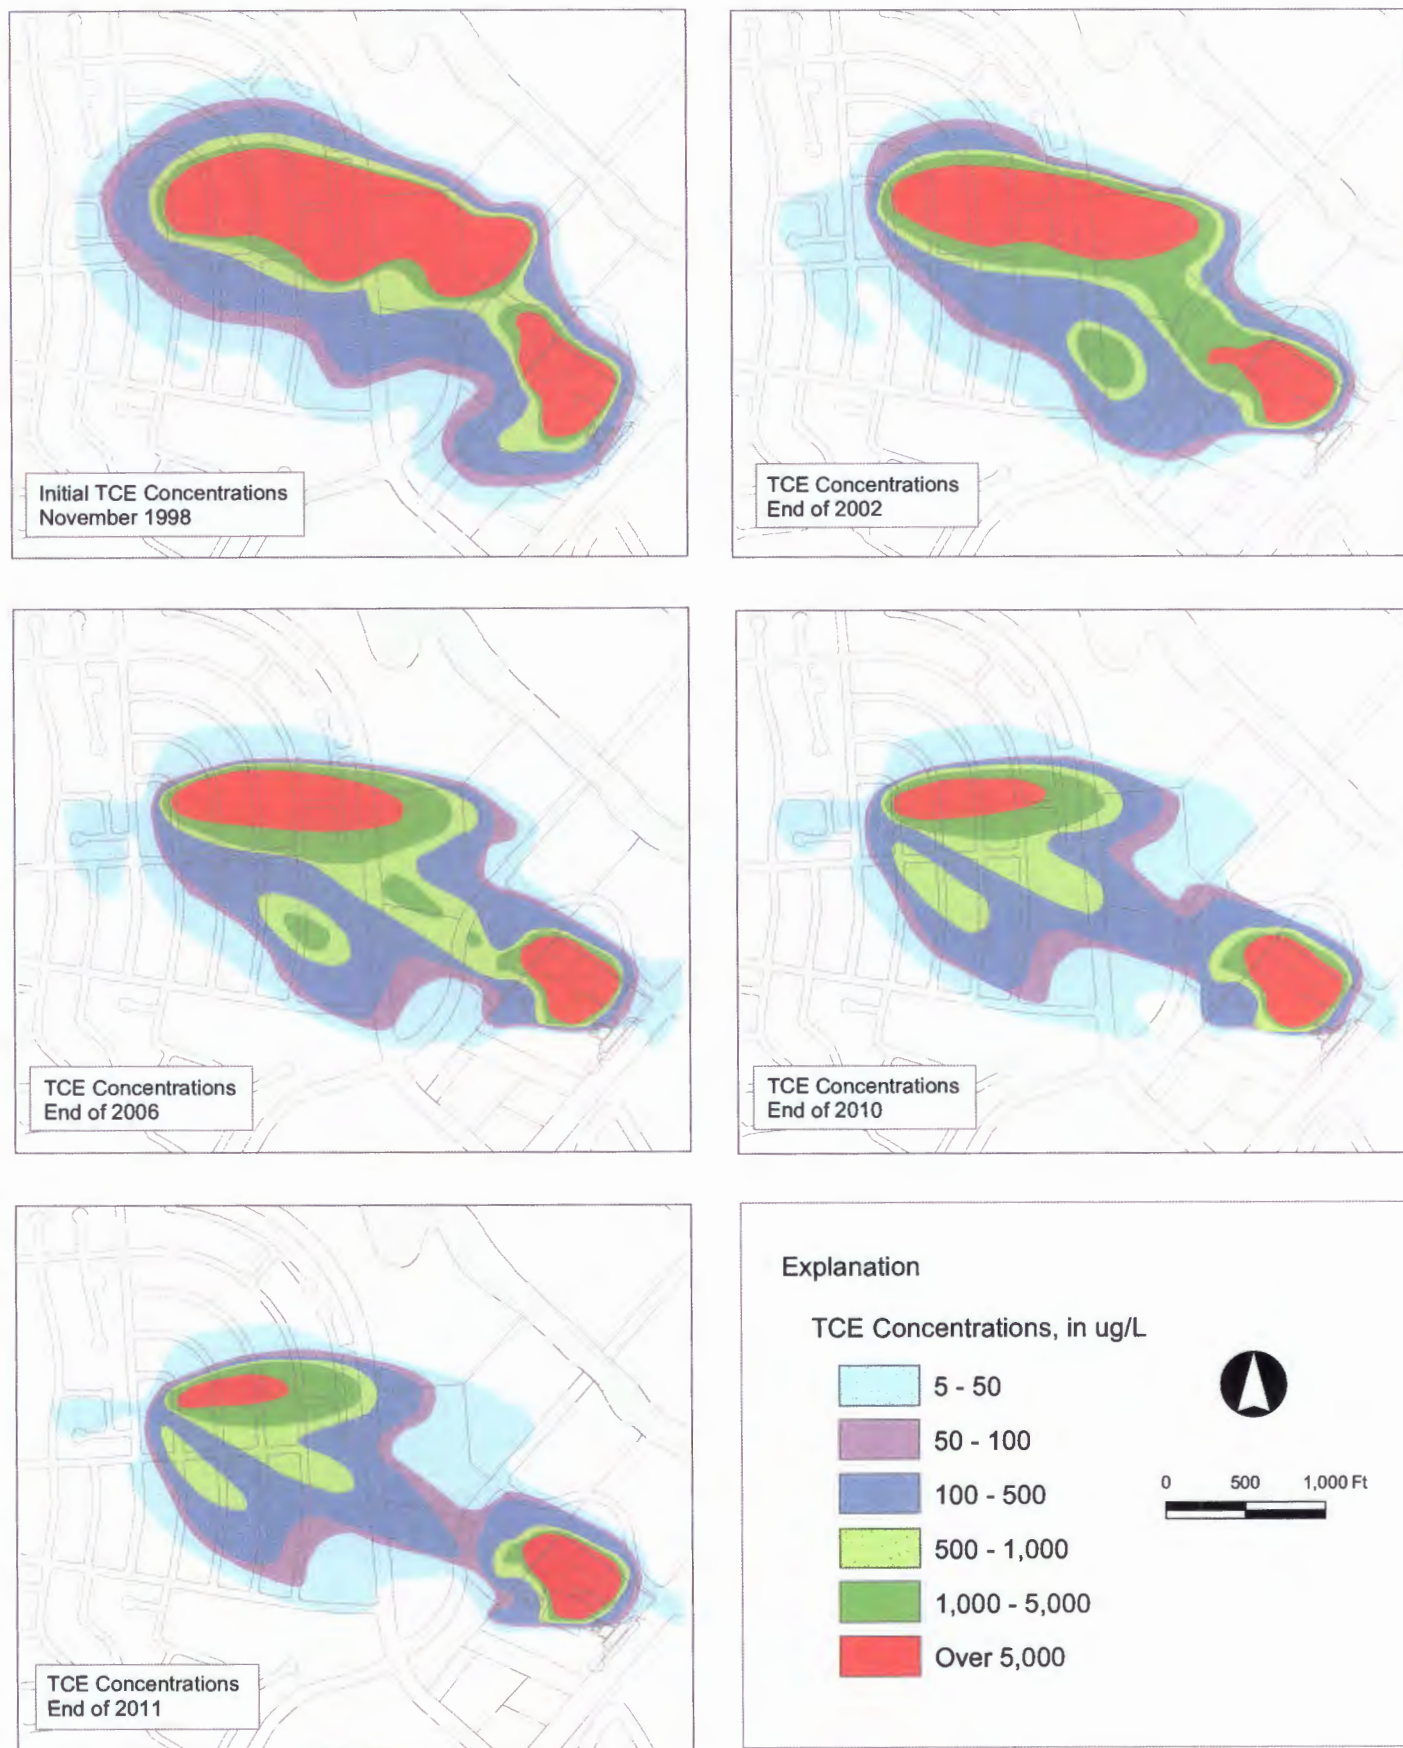 Initial TCE Concentrations
November 1998
TCE Concentrations
End of 2002
TCE Concentrations
End of 2006
TCE Concentrations
End of 2010
TCE Concentrations
End of 2011
Explanation
TCE Concentrations, in ug/L
5 - 50
50 - 100
100 - 500
500 - 1,000
1,000 - 5,000
Over 5,000
0 500 1,000 Ft